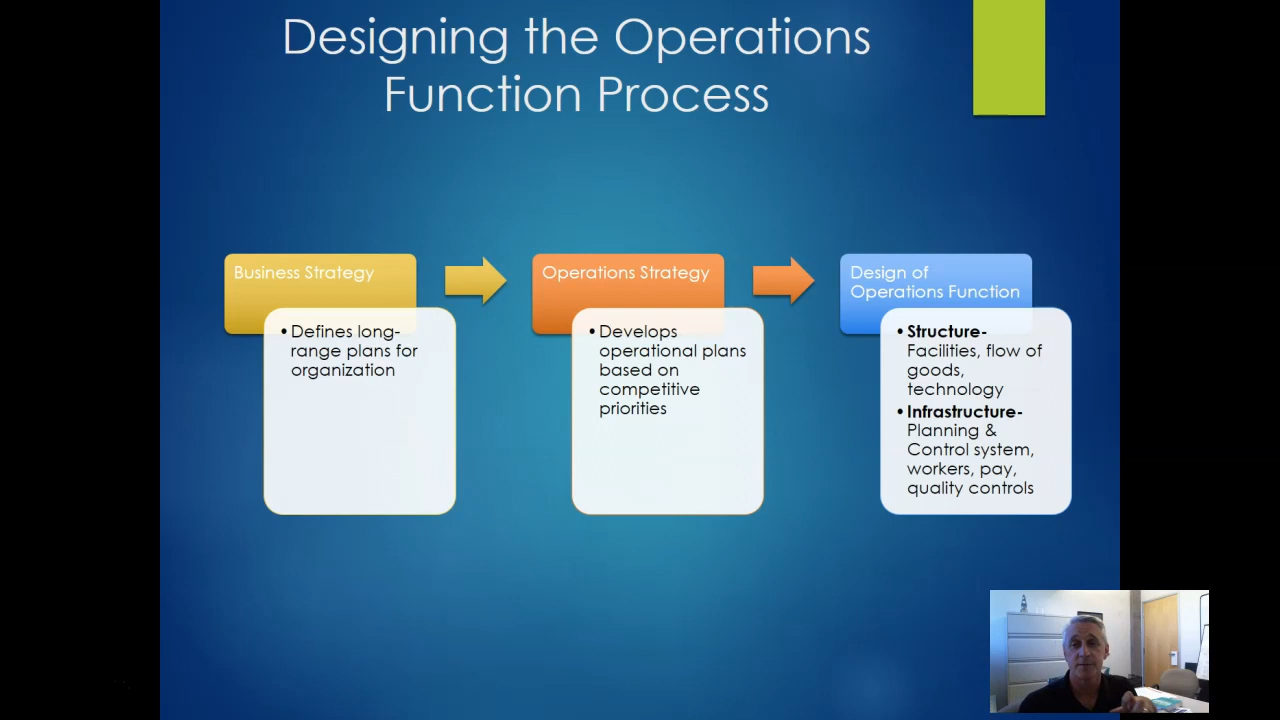 Designing the Operations
Function Process
Business Strategy
• Defines long-
range plans for
organization
Operations Strategy
• Develops
operational plans
based on
competitive
priorities
Design of
Operations Function
• Structure-
Facilities, flow of
goods,
technology
• Infrastructure-
Planning &
Control system,
workers, pay,
quality controls